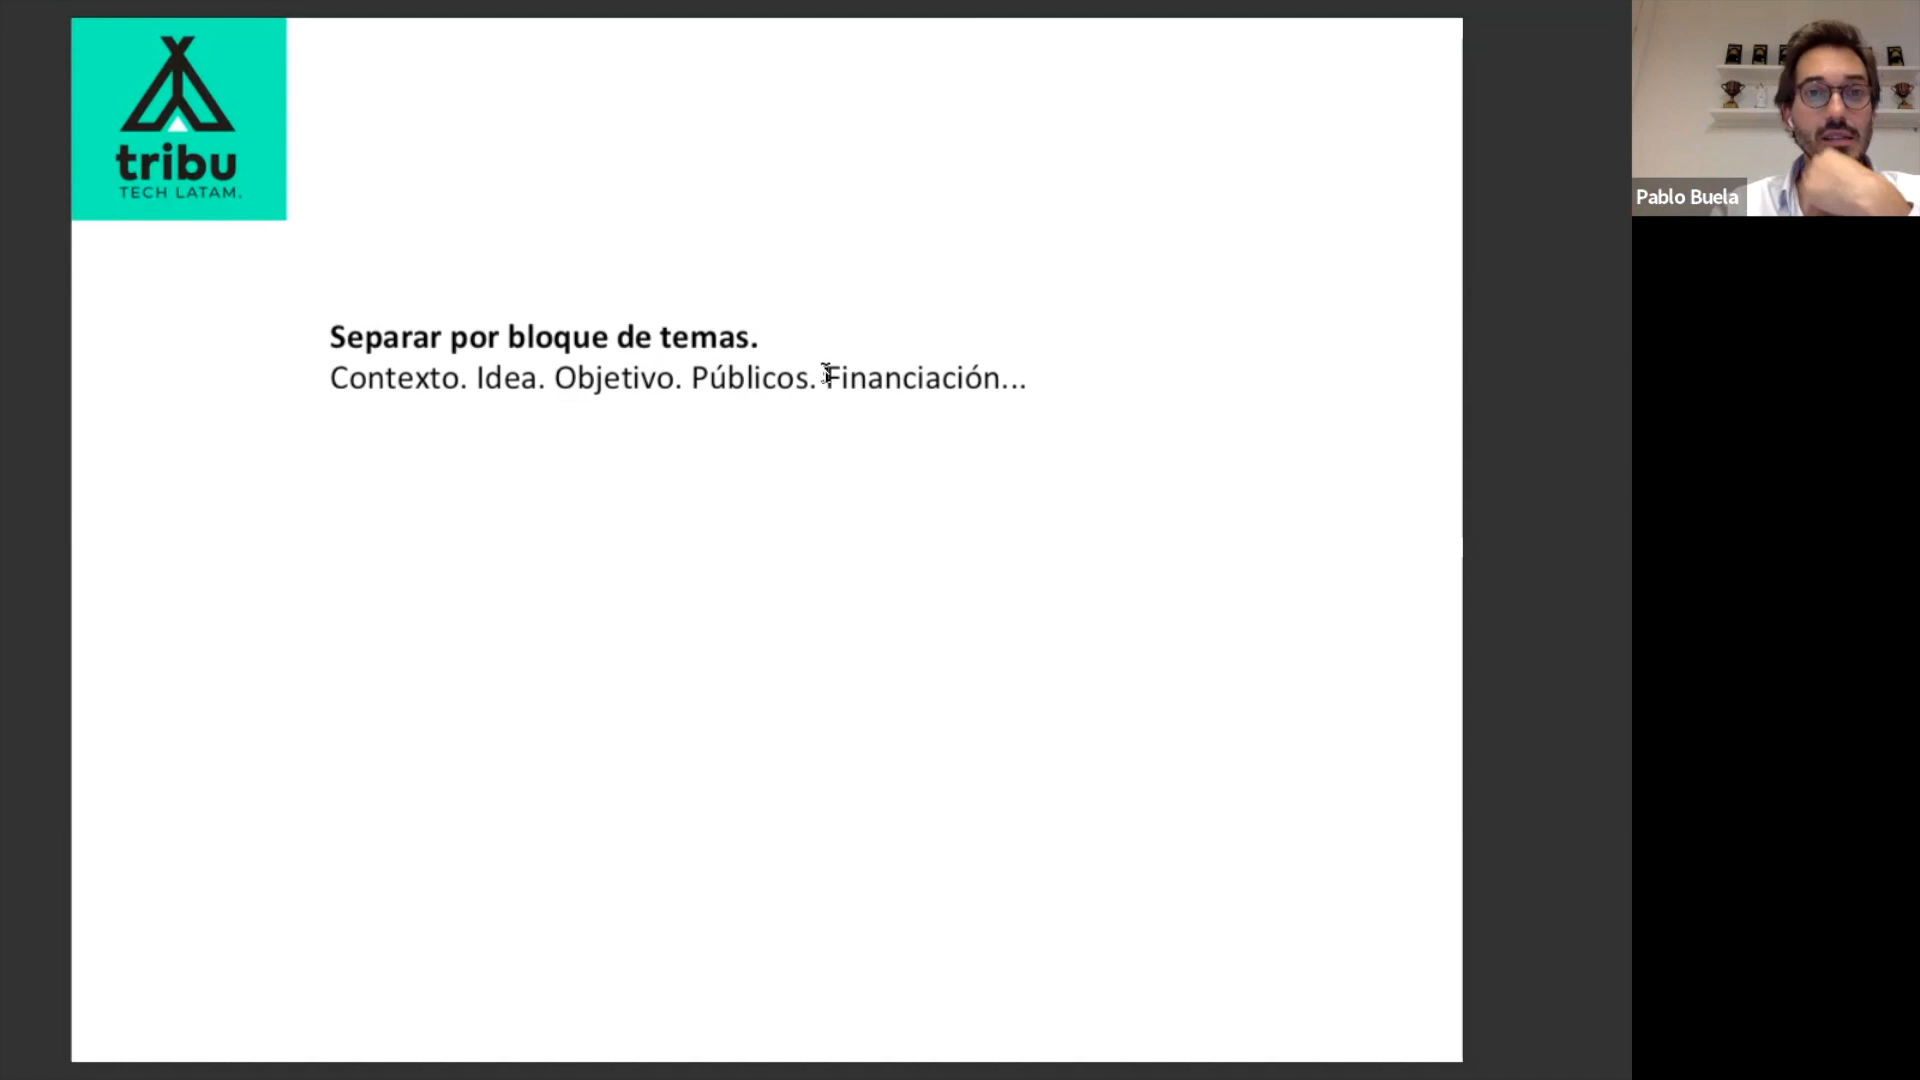 tribu
TECH LATAM.
Pablo Buela
Separar por bloque de temas.
Contexto. Idea. Objetivo. Públicos. Financiación...